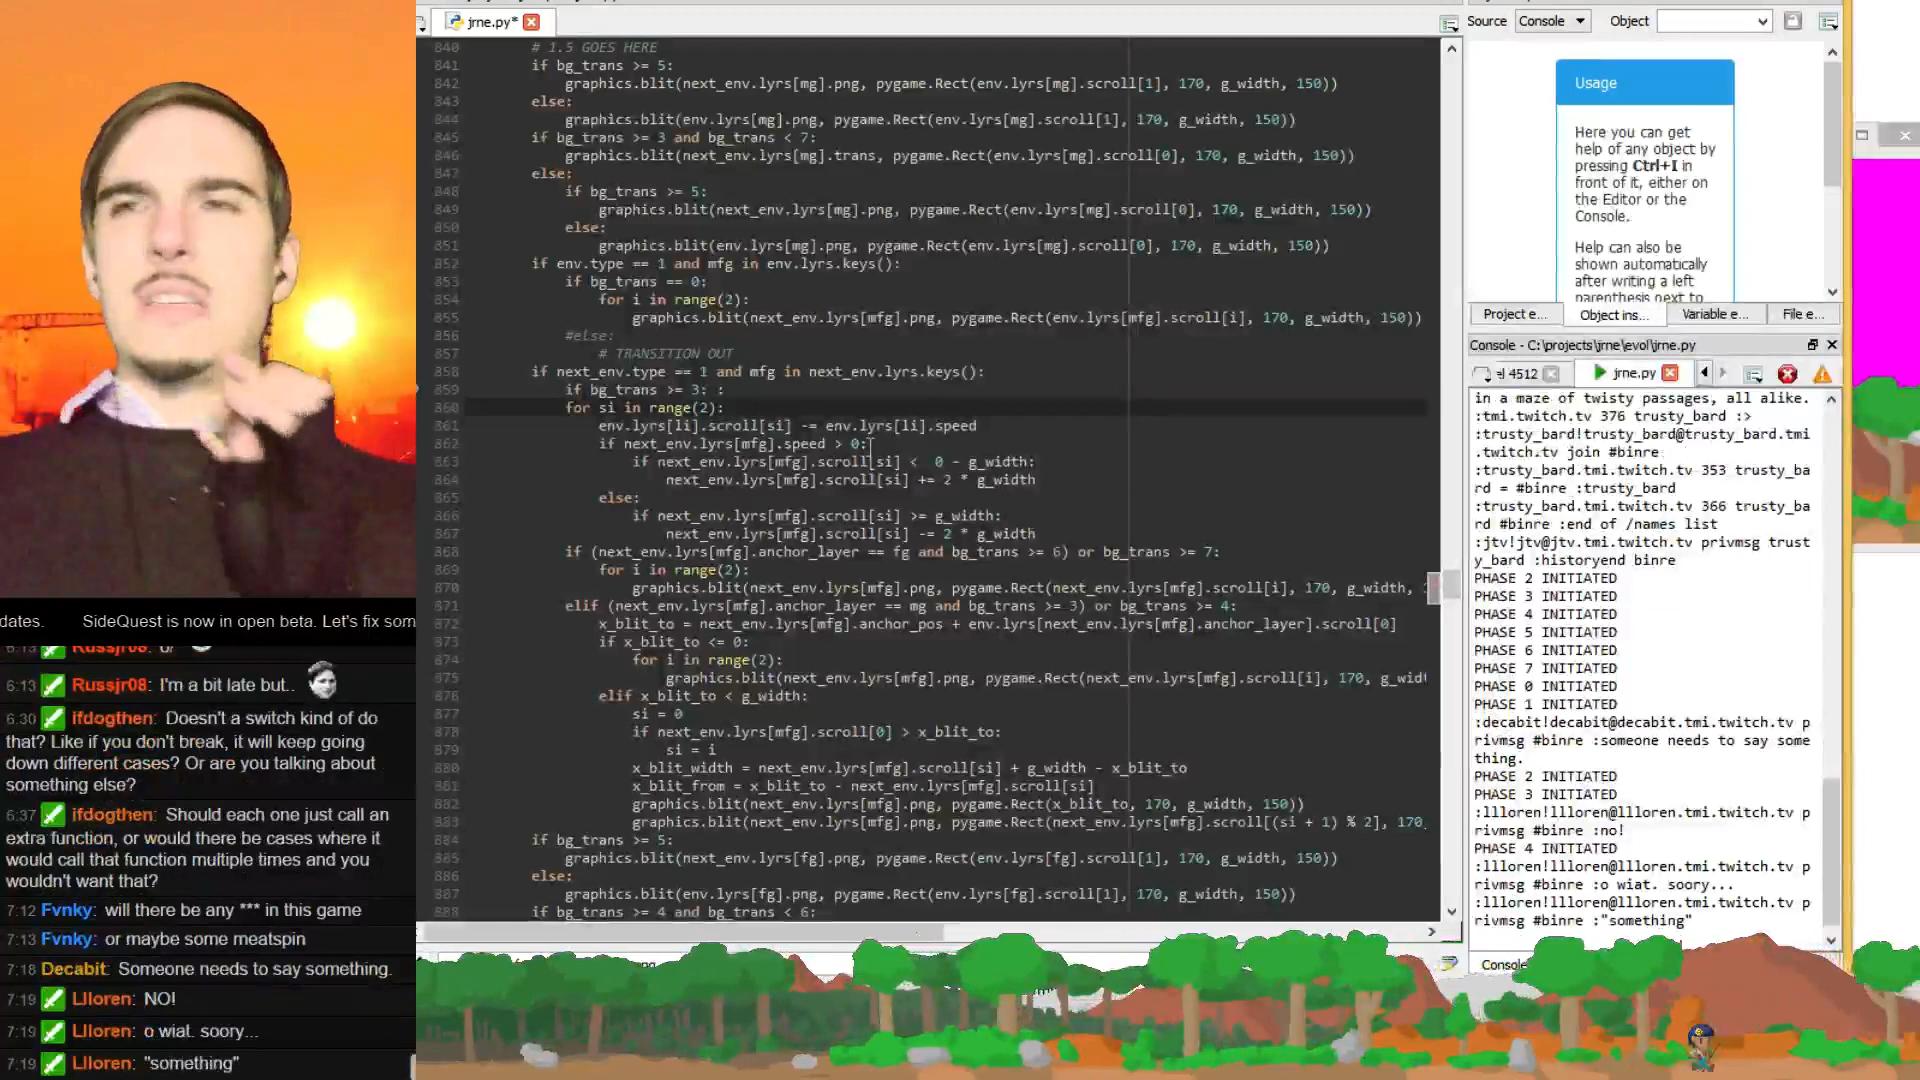 jrne.py*
840 # 1.5 GOES HERE
841 if bg_trans >= 5:
842 graphics.blit(next_env.lyrs[mg].png, pygame.Rect(env.lyrs[mg].scroll[1], 170, g_width, 150))
843 else:
844 graphics.blit(env.lyrs[mg].png, pygame.Rect(env.lyrs[mg].scroll[1], 170, g_width, 150))
845 if bg_trans >= 3 and bg_trans < 7:
846 graphics.blit(next_env.lyrs[mg].trans, pygame.Rect(env.lyrs[mg].scroll[0], 170, g_width, 150))
847 else:
848 if bg_trans >= 5:
849 graphics.blit(next_env.lyrs[mg].png, pygame.Rect(env.lyrs[mg].scroll[0], 170, g_width, 150))
850 else:
851 graphics.blit(env.lyrs[mg].png, pygame.Rect(env.lyrs[mg].scroll[0], 170, g_width, 150))
852 if env.type == 1 and mfg in env.lyrs.keys():
853 if bg_trans == 0:
854 for i in range(2):
855 graphics.blit(next_env.lyrs[mfg].png, pygame.Rect(env.lyrs[mfg].scroll[i], 170, g_width, 150))
856 #else:
857 # TRANSITION OUT
858 if next_env.type == 1 and mfg in next_env.lyrs.keys():
859 if bg_trans >= 3: :
860 for si in range(2):
861 env.lyrs[li].scroll[si] -= env.lyrs[li].speed
862 if next_env.lyrs[mfg].speed > 0:
863 if next_env.lyrs[mfg].scroll[si] < 0 - g_width:
864 next_env.lyrs[mfg].scroll[si] += 2 * g_width
865 else:
866 if next_env.lyrs[mfg].scroll[si] >= g_width:
867 next_env.lyrs[mfg].scroll[si] -= 2 * g_width
868 if (next_env.lyrs[mfg].anchor_layer == fg and bg_trans >= 6) or bg_trans >= 7:
869 for i in range(2):
870 graphics.blit(next_env.lyrs[mfg].png, pygame.Rect(next_env.lyrs[mfg].scroll[i], 170, g_width,
871 elif (next_env.lyrs[mfg].anchor_layer == mg and bg_trans >= 3) or bg_trans >= 4:
872 x_blit_to = next_env.lyrs[mfg].anchor_pos + env.lyrs[next_env.lyrs[mfg].anchor_layer].scroll[0]
873 if x_blit_to <= 0:
874 for i in range(2):
875 graphics.blit(next_env.lyrs[mfg].png, pygame.Rect(next_env.lyrs[mfg].scroll[i], 170, g_widt
876 elif x_blit_to < g_width:
877 si = 0
878 if next_env.lyrs[mfg].scroll[0] > x_blit_to:
879 si = i
880 x_blit_width = next_env.lyrs[mfg].scroll[si] + g_width - x_blit_to
881 x_blit_from = x_blit_to - next_env.lyrs[mfg].scroll[si]
882 graphics.blit(next_env.lyrs[mfg].png, pygame.Rect(x_blit_to, 170, g_width, 150))
883 graphics.blit(next_env.lyrs[mfg].png, pygame.Rect(next_env.lyrs[mfg].scroll[(si + 1) % 2], 170,
884 if bg_trans >= 5:
885 graphics.blit(next_env.lyrs[fg].png, pygame.Rect(env.lyrs[fg].scroll[1], 170, g_width, 150))
886 else:
887 graphics.blit(env.lyrs[fg].png, pygame.Rect(env.lyrs[fg].scroll[1], 170, g_width, 150))
888 if bg_trans >= 4 and bg_trans < 6:
Source Console Object
Usage
Here you can get
help of any object by
pressing Ctrl+I in
front of it, either on
the Editor or the
Console.
Help can also be
shown automatically
after writing a left
parenthesis next to
Project e... Object ins... Variable e... File e...
Console - C:\projects\jrne\evol\jrne.py
el 4512 jrne.py
in a maze of twisty passages, all alike.
:tmi.twitch.tv 376 trusty_bard :>
:trusty_bard!trusty_bard@trusty_bard.tmi
.twitch.tv join #binre
:trusty_bard.tmi.twitch.tv 353 trusty_ba
rd = #binre :trusty_bard
:trusty_bard.tmi.twitch.tv 366 trusty_ba
rd #binre :end of /names list
:jtv!jtv@jtv.tmi.twitch.tv privmsg trust
y_bard :historyend binre
PHASE 2 INITIATED
PHASE 3 INITIATED
PHASE 4 INITIATED
PHASE 5 INITIATED
PHASE 6 INITIATED
PHASE 7 INITIATED
PHASE 0 INITIATED
PHASE 1 INITIATED
:decabit!decabit@decabit.tmi.twitch.tv p
rivmsg #binre :someone needs to say some
thing.
PHASE 2 INITIATED
PHASE 3 INITIATED
:llloren!llloren@llloren.tmi.twitch.tv p
rivmsg #binre :no!
PHASE 4 INITIATED
:llloren!llloren@llloren.tmi.twitch.tv p
rivmsg #binre :o wiat. soory...
:llloren!llloren@llloren.tmi.twitch.tv p
rivmsg #binre :"something"
Console
dates. SideQuest is now in open beta. Let's fix som
6:13 Russjr08: o/
6:13 Russjr08: I'm a bit late but..
6:30 ifdogthen: Doesn't a switch kind of do
that? Like if you don't break, it will keep going
down different cases? Or are you talking about
something else?
6:37 ifdogthen: Should each one just call an
extra function, or would there be cases where it
would call that function multiple times and you
wouldn't want that?
7:12 Fvnky: will there be any *** in this game
7:13 Fvnky: or maybe some meatspin
7:18 Decabit: Someone needs to say something.
7:19 Llloren: NO!
7:19 Llloren: o wiat. soory...
7:19 Llloren: "something"